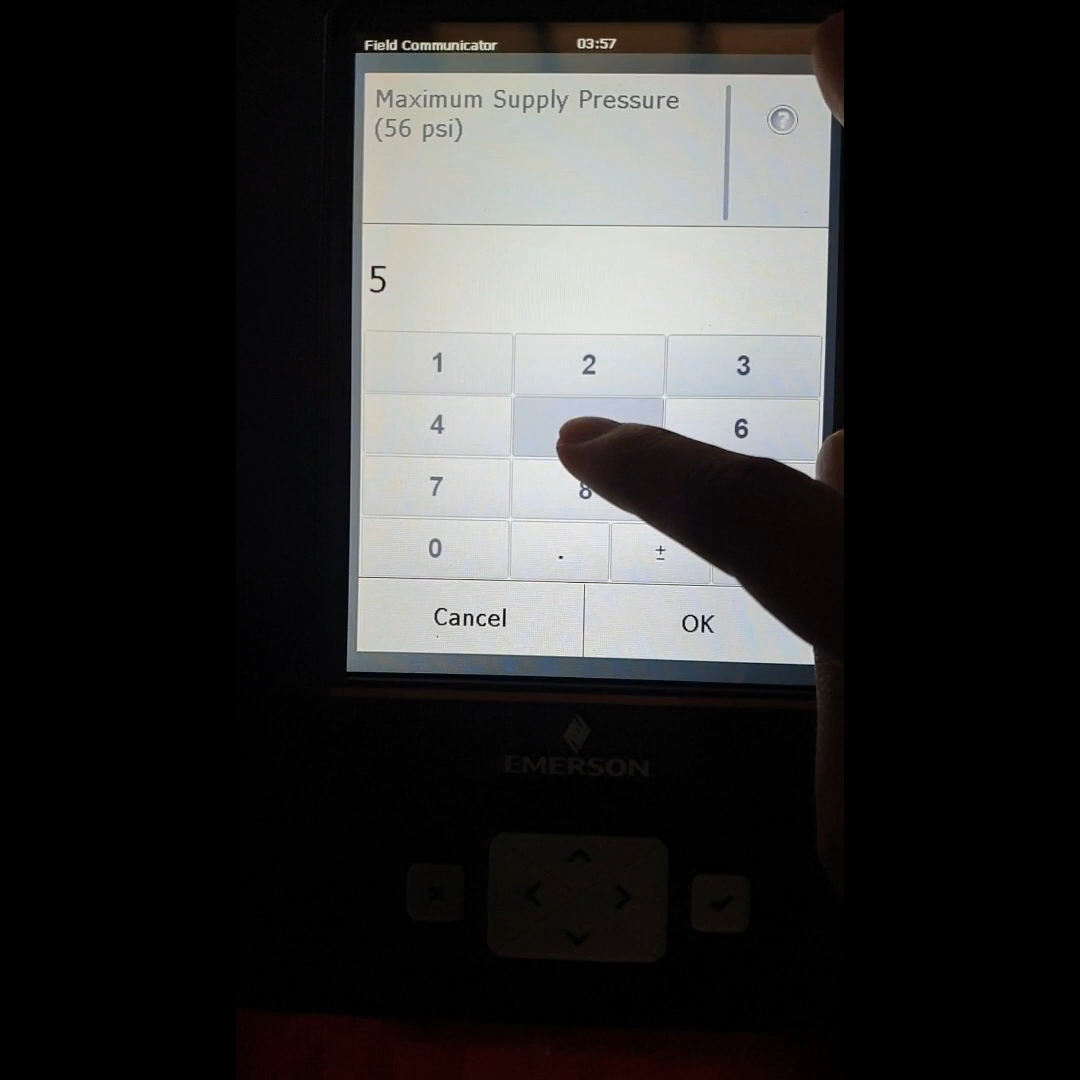 Field Communicator 03:57
Maximum Supply Pressure
(56 psi)
?
5
1 2 3
4 6
7 8
0 . ±
Cancel OK
EMERSON